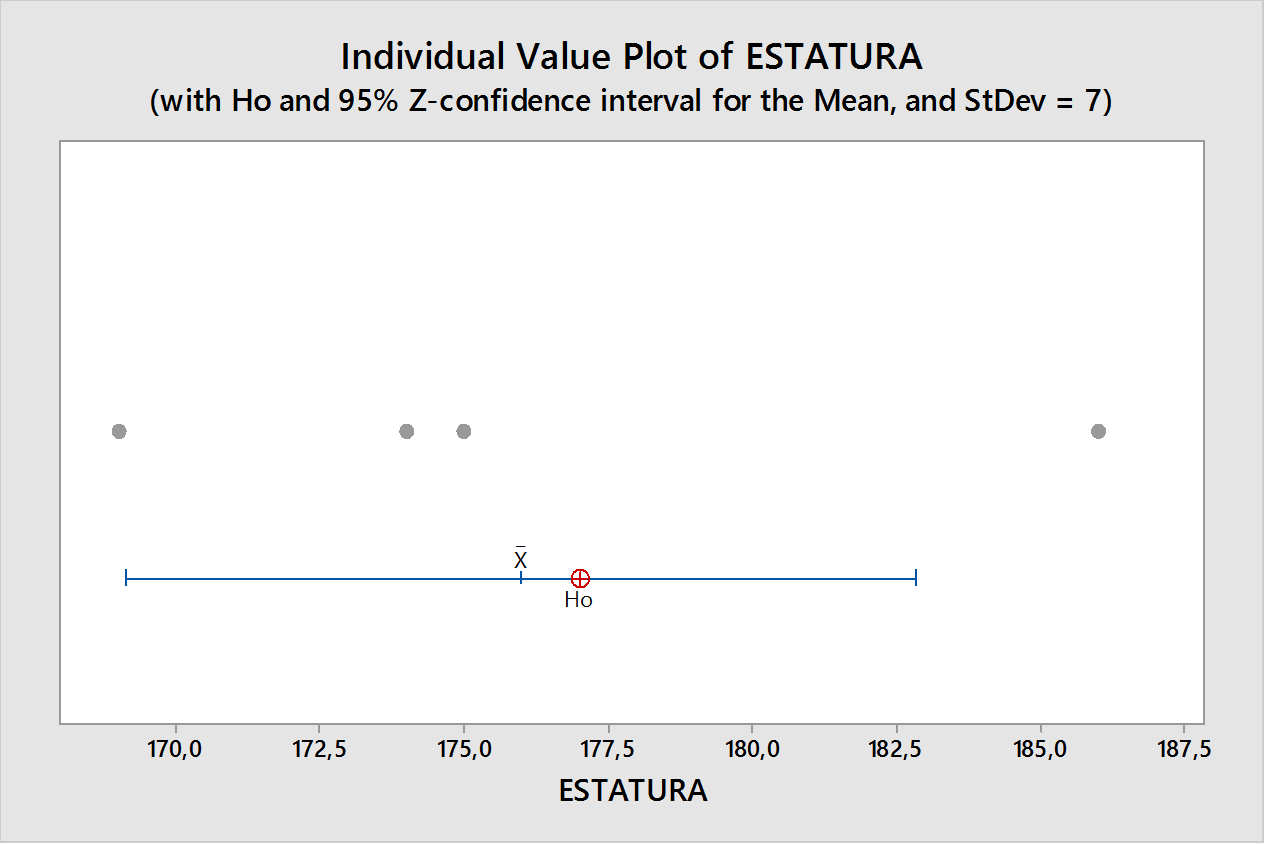 Individual Value Plot of ESTATURA
(with Ho and 95% Z-confidence interval for the Mean, and StDev = 7)
X̄
Ho
170,0 172,5 175,0 177,5 180,0 182,5 185,0 187,5
ESTATURA